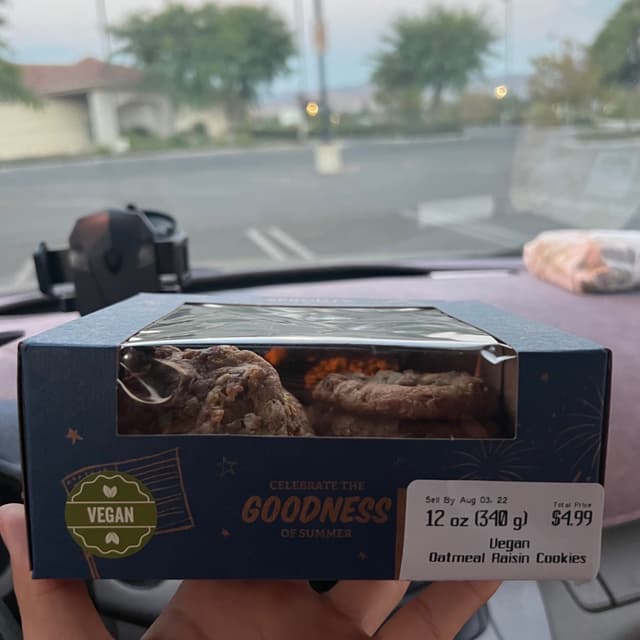 VEGAN
CELEBRATE THE
GOODNESS
OF SUMMER
Sell By Aug 03. 22
Total Price
12 oz (340 g) $4.99
Vegan
Oatmeal Raisin Cookies